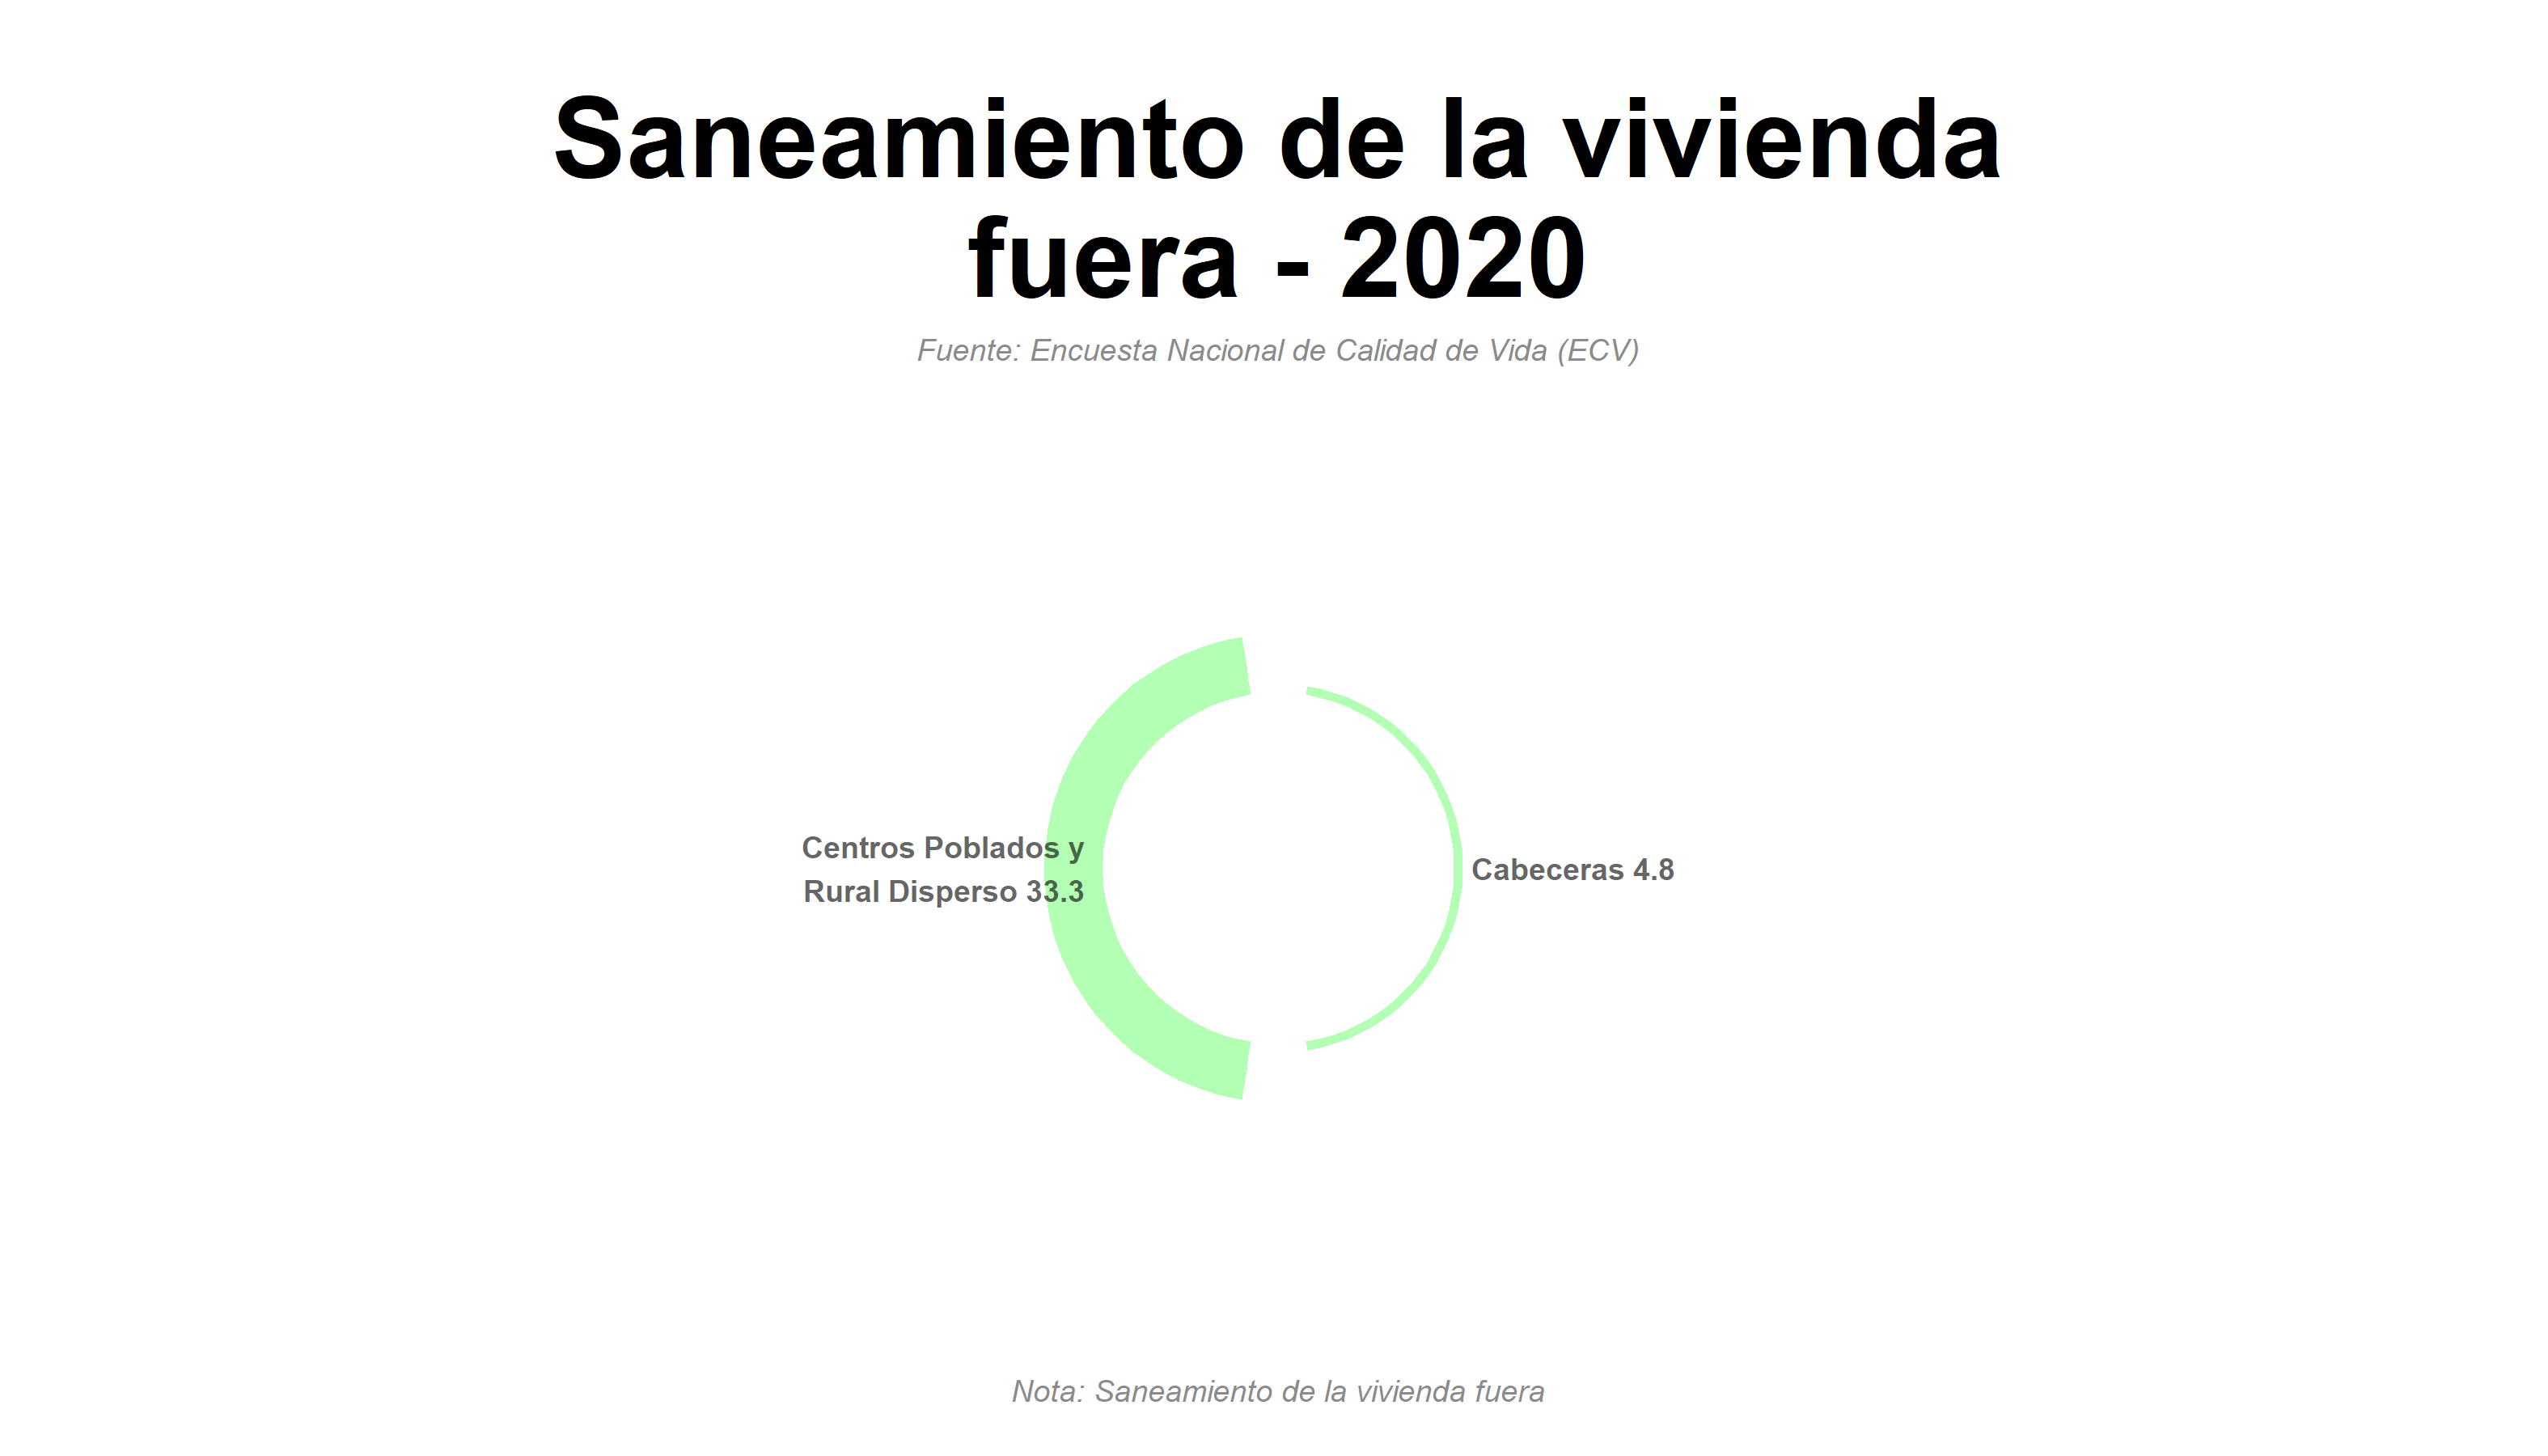 Saneamiento de la vivienda
fuera - 2020
Fuente: Encuesta Nacional de Calidad de Vida (ECV)
Centros Poblados y
Rural Disperso 33.3
Cabeceras 4.8
Nota: Saneamiento de la vivienda fuera